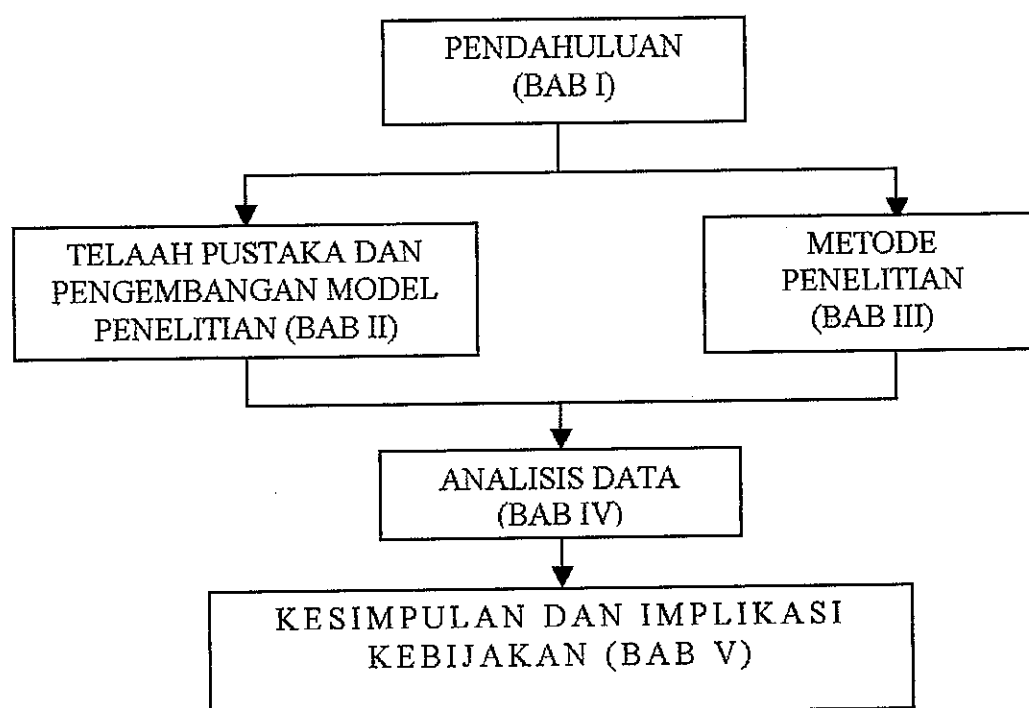 PENDAHULUAN
(BAB I)
TELAAH PUSTAKA DAN
PENGEMBANGAN MODEL
PENELITIAN (BAB II)
METODE
PENELITIAN
(BAB III)
ANALISIS DATA
(BAB IV)
KESIMPULAN DAN IMPLIKASI
KEBIJAKAN (BAB V)